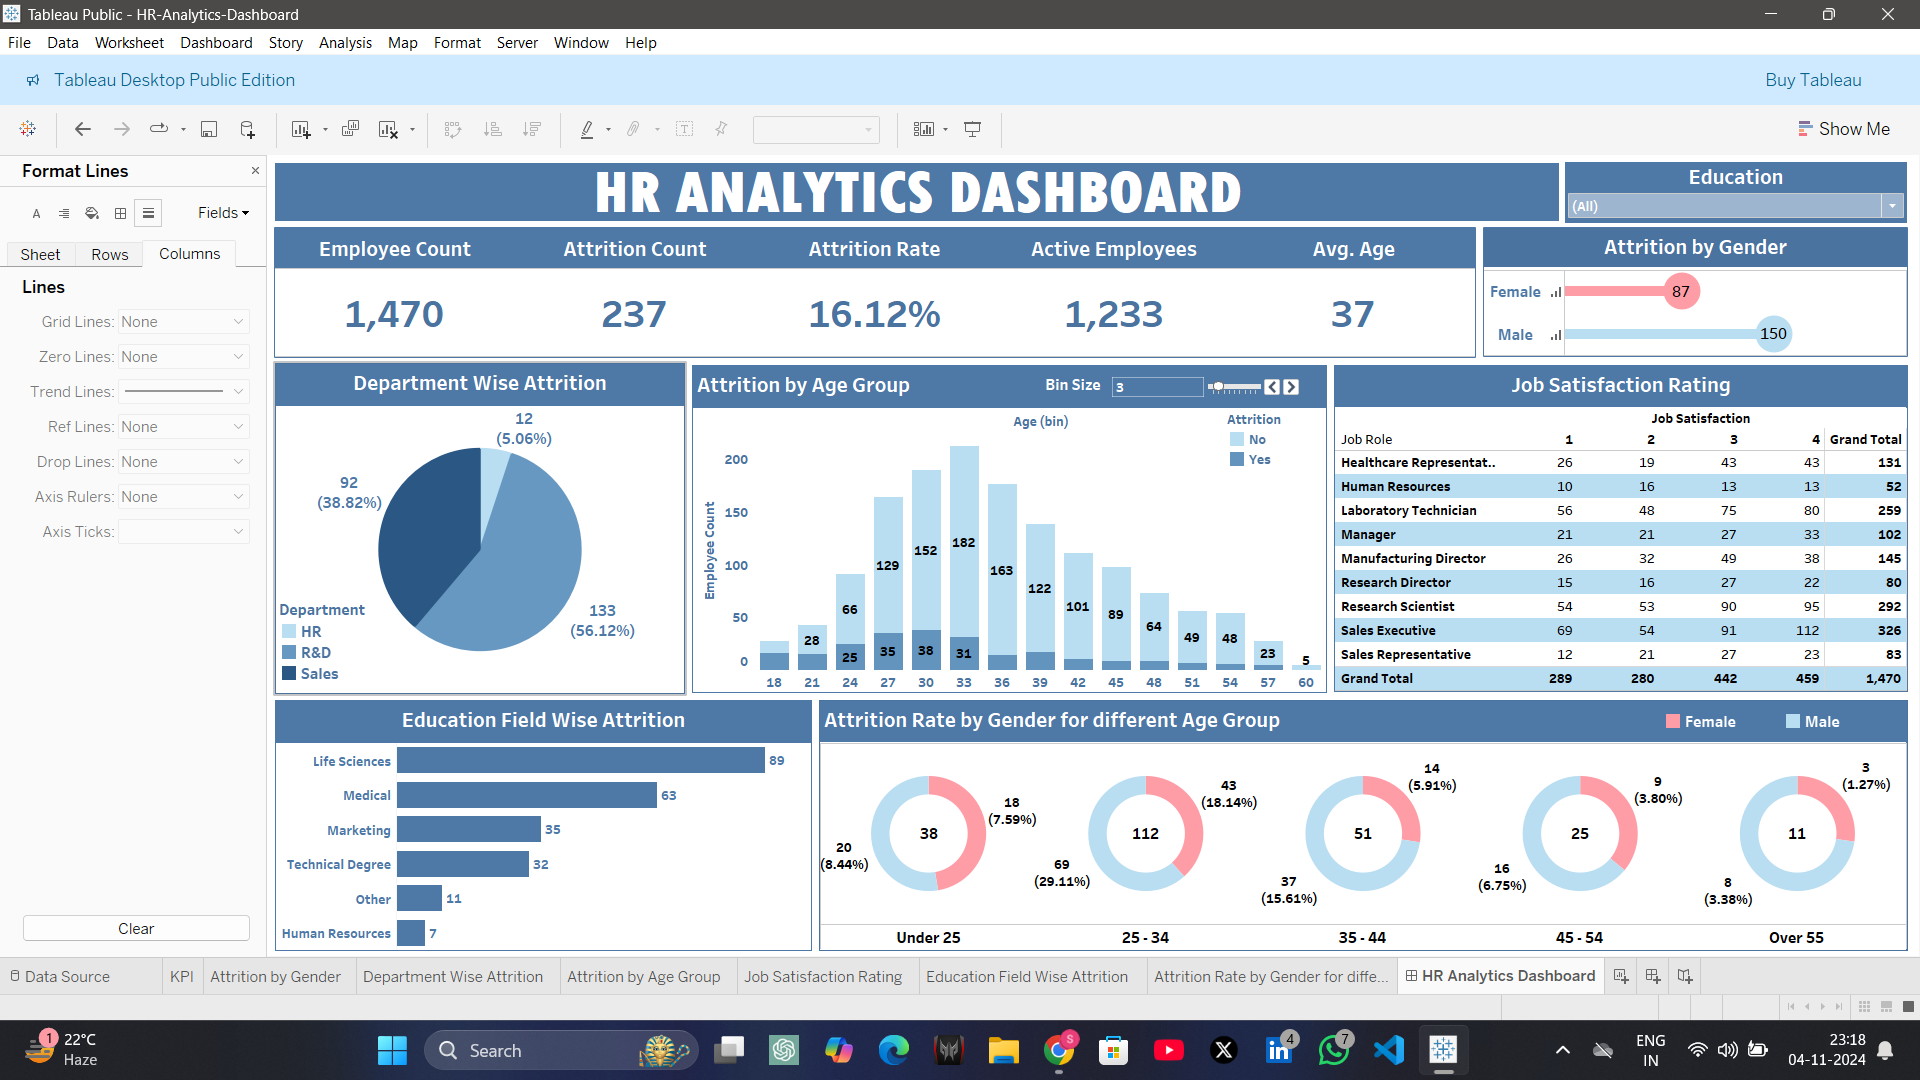 Tableau Public - HR-Analytics-Dashboard
File Data Worksheet Dashboard Story Analysis Map Format Server Window Help
Tableau Desktop Public Edition
Buy Tableau
Show Me
Format Lines
Fields
Sheet Rows Columns
Lines
Grid Lines: None
Zero Lines: None
Trend Lines:
Ref Lines: None
Drop Lines: None
Axis Rulers: None
Axis Ticks:
Clear
HR ANALYTICS DASHBOARD
Education
(All)
Employee Count Attrition Count Attrition Rate Active Employees Avg. Age
1,470 237 16.12% 1,233 37
Attrition by Gender
Female 87
Male 150
Department Wise Attrition
12
(5.06%)
92
(38.82%)
133
(56.12%)
Department
HR
R&D
Sales
Attrition by Age Group
Bin Size 3
Age (bin)
Attrition
No
Yes
Employee Count
200
150
100
50
0
28 66 129 152 182 163 122 101 89 64 49 48 23 5
25 35 38 31
18 21 24 27 30 33 36 39 42 45 48 51 54 57 60
Job Satisfaction Rating
Job Satisfaction
Job Role 1 2 3 4 Grand Total
Healthcare Representat.. 26 19 43 43 131
Human Resources 10 16 13 13 52
Laboratory Technician 56 48 75 80 259
Manager 21 21 27 33 102
Manufacturing Director 26 32 49 38 145
Research Director 15 16 27 22 80
Research Scientist 54 53 90 95 292
Sales Executive 69 54 91 112 326
Sales Representative 12 21 27 23 83
Grand Total 289 280 442 459 1,470
Education Field Wise Attrition
Life Sciences 89
Medical 63
Marketing 35
Technical Degree 32
Other 11
Human Resources 7
Attrition Rate by Gender for different Age Group
Female Male
18
(7.59%)
38
20
(8.44%)
43
(18.14%)
112
69
(29.11%)
14
(5.91%)
51
37
(15.61%)
9
(3.80%)
25
16
(6.75%)
3
(1.27%)
11
8
(3.38%)
Under 25 25 - 34 35 - 44 45 - 54 Over 55
Data Source KPI Attrition by Gender Department Wise Attrition Attrition by Age Group Job Satisfaction Rating Education Field Wise Attrition Attrition Rate by Gender for diffe... HR Analytics Dashboard
1
22°C
Haze
Search
S
4
7
ENG
IN
23:18
04-11-2024